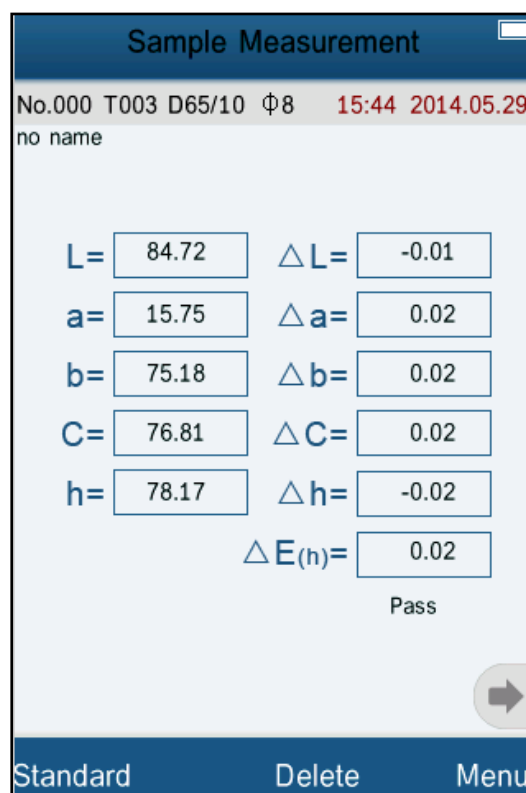 Sample Measurement
No.000 T003 D65/10 Φ8 15:44 2014.05.29
no name
L= 84.72 △L= -0.01
a= 15.75 △a= 0.02
b= 75.18 △b= 0.02
C= 76.81 △C= 0.02
h= 78.17 △h= -0.02
△E(h)= 0.02
Pass
Standard Delete Menu